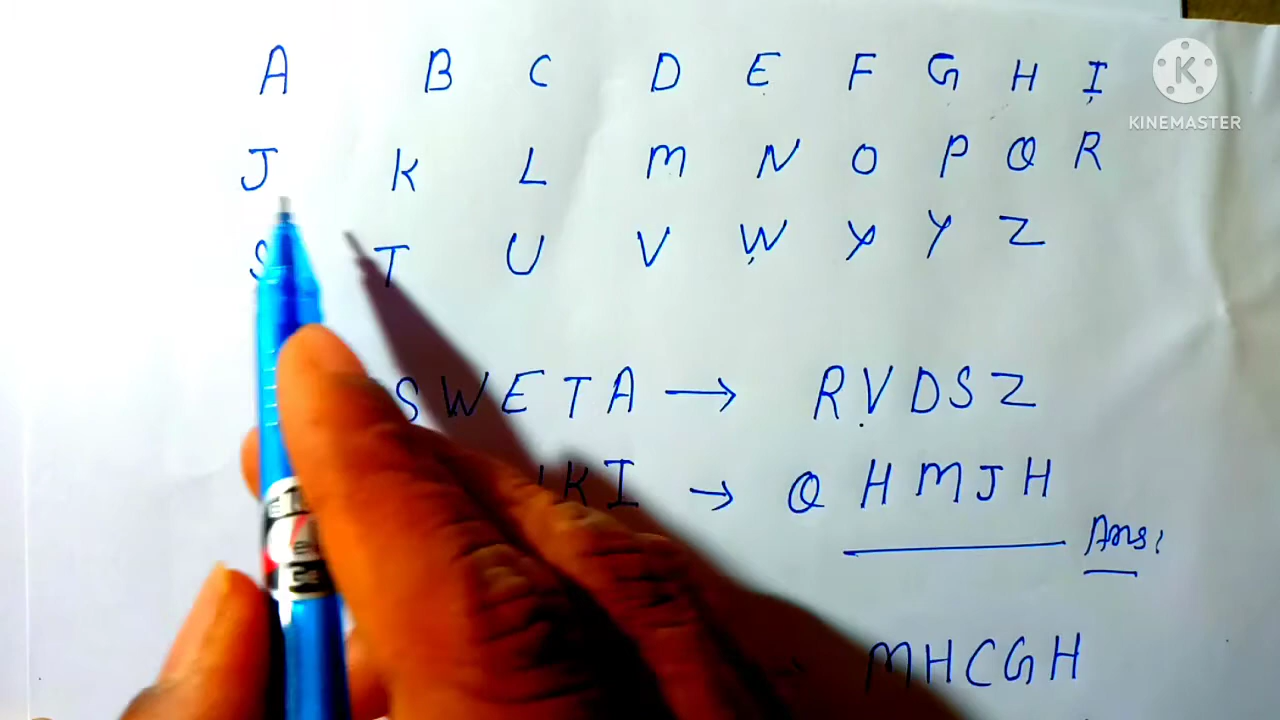 A B C D E F G H I
KINEMASTER
J K L M N O P Q R
S T U V W X Y Z
SWETA → RVDSZ
KI → QHMJH
Ans:
MHCGH